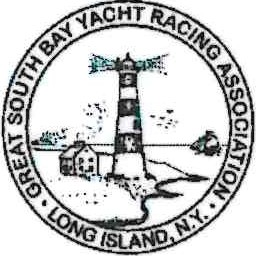 GREAT SOUTH BAY YACHT RACING ASSOCIATION
LONG ISLAND, N.Y.